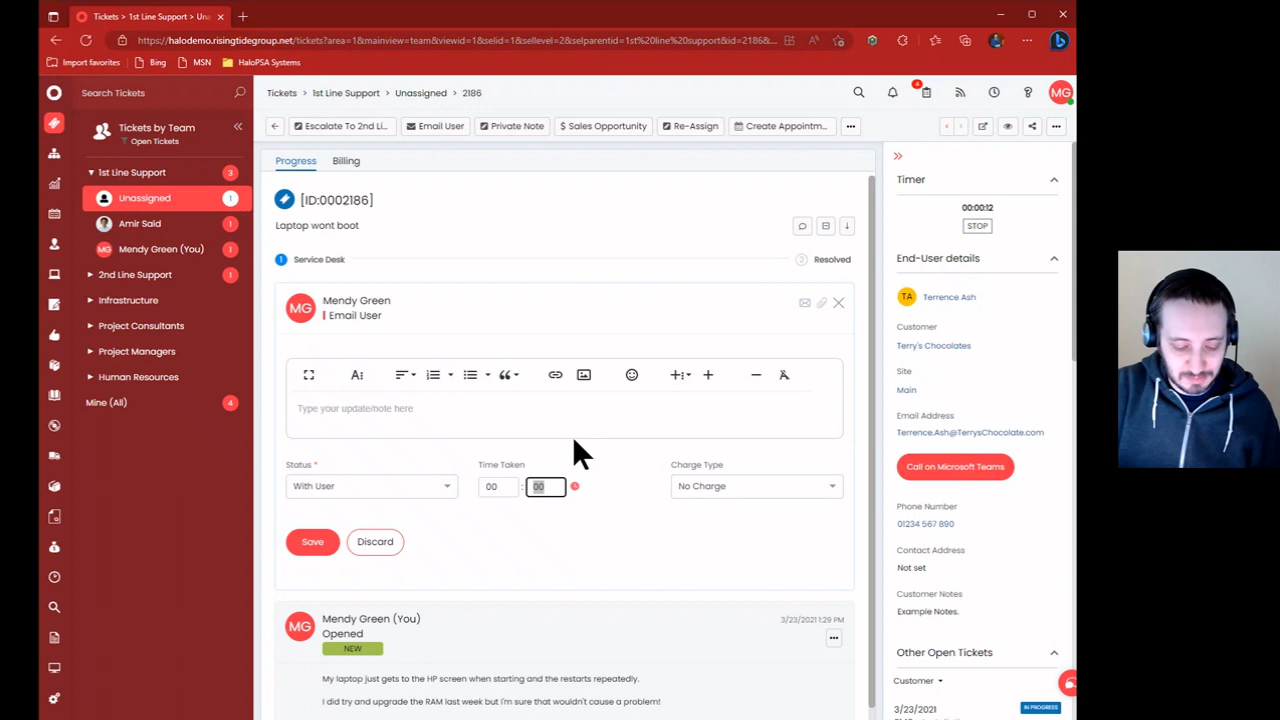 Tickets > 1st Line Support > Una
https://halodemo.risingtidegroup.net/tickets?area=1&mainview=team&viewid=1&selid=1&sellevel=2&selparentid=1st%20line%20support&id=2186&...
Import favorites
Bing
MSN
HaloPSA Systems
Search Tickets
Tickets by Team
Open Tickets
1st Line Support 3
Unassigned 1
Amir Said 1
MG Mendy Green (You) 1
2nd Line Support 1
Infrastructure
Project Consultants
Project Managers
Human Resources
Mine (All) 4
Tickets > 1st Line Support > Unassigned > 2186
4
MG
Escalate To 2nd Li...
Email User
Private Note
$ Sales Opportunity
Re-Assign
Create Appointm...
Progress
Billing
[ID:0002186]
Laptop wont boot
1 Service Desk
Resolved
MG
Mendy Green
Email User
Type your update/note here
Status *
With User
Time Taken
00 : 00
Charge Type
No Charge
Save
Discard
MG
Mendy Green (You)
Opened
NEW
3/23/2021 1:29 PM
My laptop just gets to the HP screen when starting and the restarts repeatedly.
I did try and upgrade the RAM last week but I'm sure that wouldn't cause a problem!
Timer
00:00:12
STOP
End-User details
TA Terrence Ash
Customer
Terry's Chocolates
Site
Main
Email Address
Terrence.Ash@TerrysChocolate.com
Call on Microsoft Teams
Phone Number
01234 567 890
Contact Address
Not set
Customer Notes
Example Notes.
Other Open Tickets
Customer
3/23/2021
IN PROGRESS